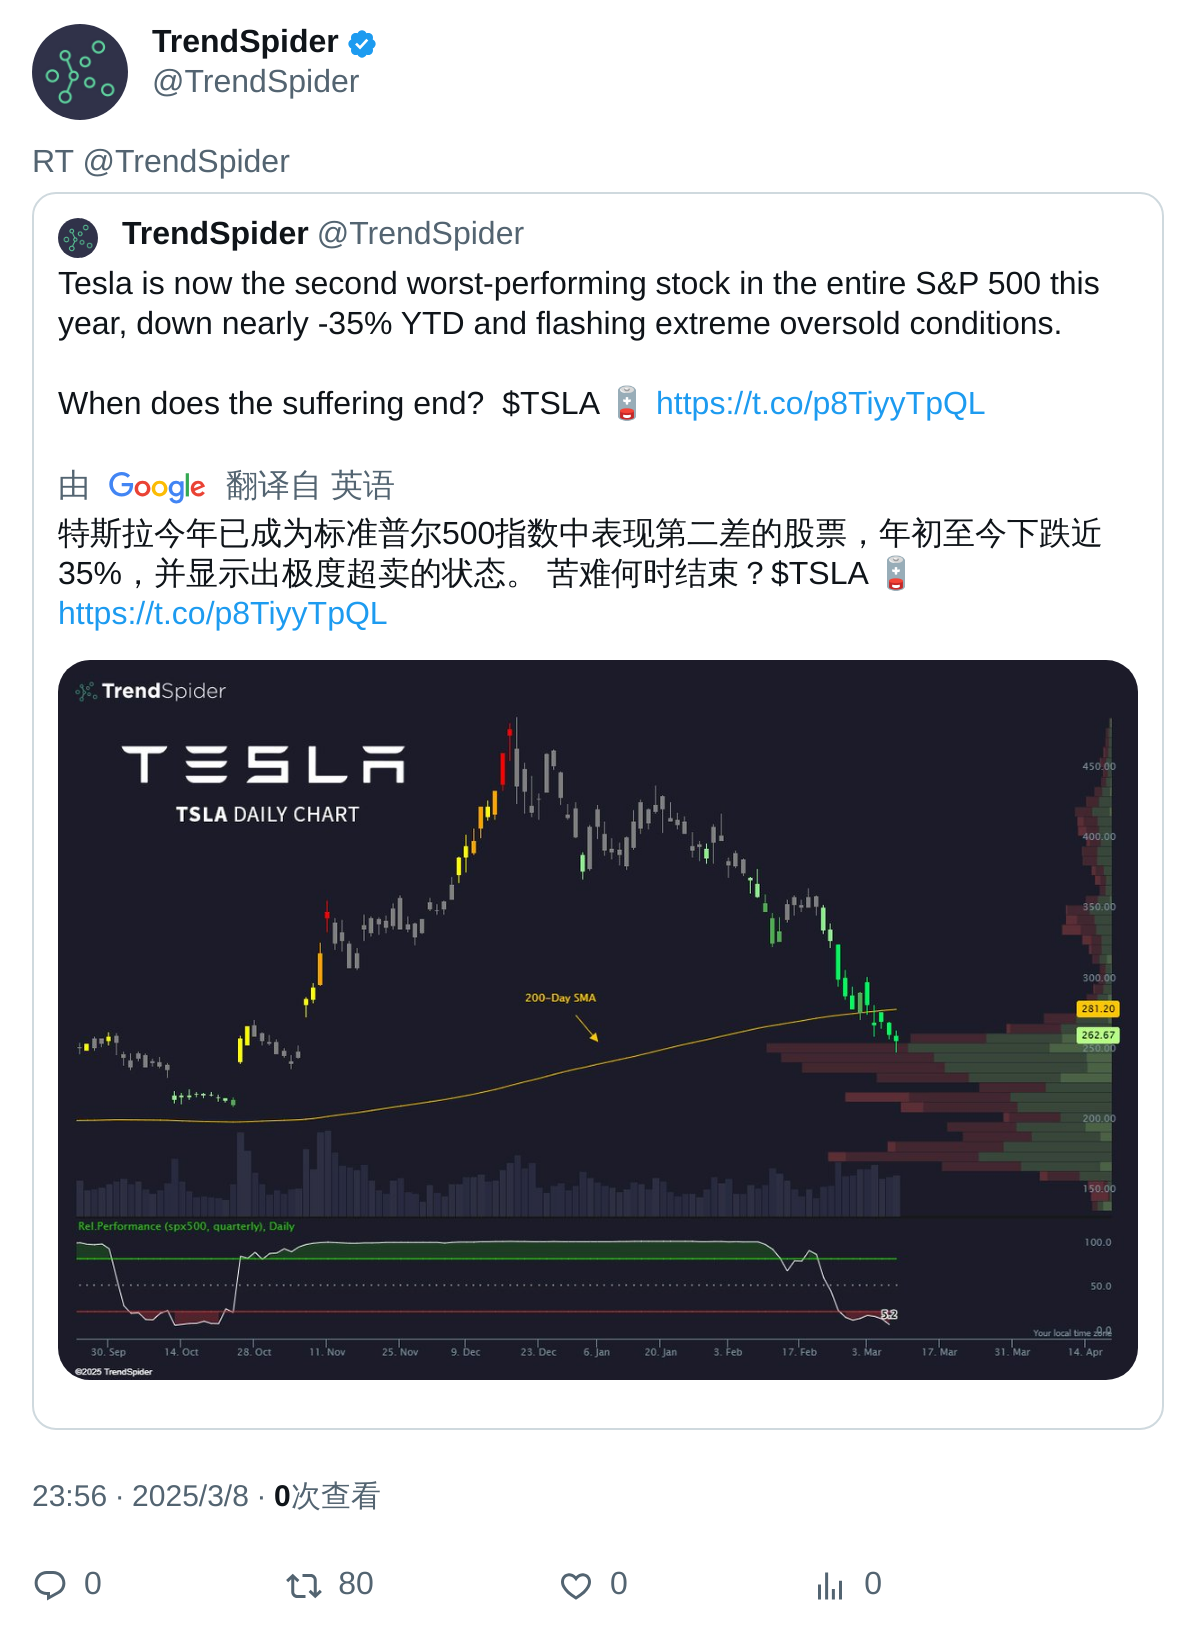 TrendSpider
@TrendSpider
RT @TrendSpider
TrendSpider @TrendSpider
Tesla is now the second worst-performing stock in the entire S&P 500 this
year, down nearly -35% YTD and flashing extreme oversold conditions.
When does the suffering end? $TSLA 🪫 https://t.co/p8TiyyTpQL
由 Google 翻译自 英语
特斯拉今年已成为标准普尔500指数中表现第二差的股票，年初至今下跌近
35%，并显示出极度超卖的状态。 苦难何时结束？$TSLA 🪫
https://t.co/p8TiyyTpQL
TrendSpider
TESLA
TSLA DAILY CHART
450.00
400.00
350.00
300.00
200-Day SMA
281.20
262.67
250.00
200.00
150.00
Rel.Performance (spx500, quarterly), Daily
100.0
50.0
5.2
0.0
Your local time zone
30. Sep 14. Oct 28. Oct 11. Nov 25. Nov 9. Dec 23. Dec 6. Jan 20. Jan 3. Feb 17. Feb 3. Mar 17. Mar 31. Mar 14. Apr
©2025 TrendSpider
23:56 · 2025/3/8 · 0次查看
0 80 0 0